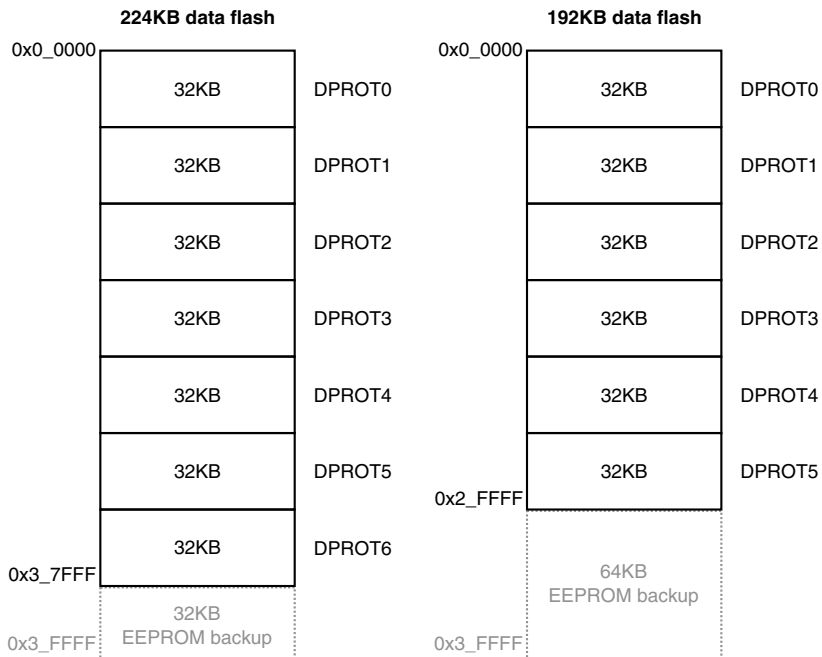 224KB data flash
0x0_0000
32KB DPROT0
32KB DPROT1
32KB DPROT2
32KB DPROT3
32KB DPROT4
32KB DPROT5
32KB DPROT6
0x3_7FFF
32KB
EEPROM backup
0x3_FFFF
192KB data flash
0x0_0000
32KB DPROT0
32KB DPROT1
32KB DPROT2
32KB DPROT3
32KB DPROT4
32KB DPROT5
0x2_FFFF
64KB
EEPROM backup
0x3_FFFF